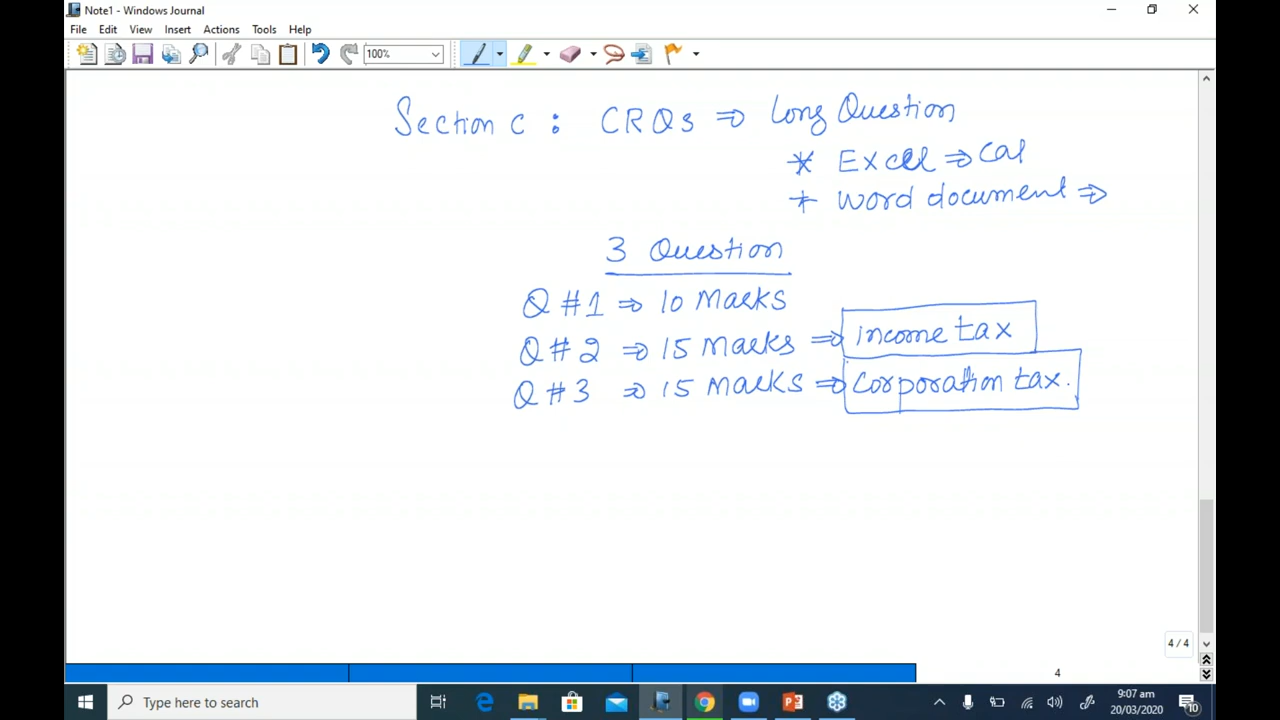 Note1 - Windows Journal
File Edit View Insert Actions Tools Help
100%
Section C : CRQs ⇒ Long Question
* Excel ⇒ Cal
* Word document ⇒
3 Question
Q #1 ⇒ 10 Marks
Q #2 ⇒ 15 Marks ⇒ income tax
Q #3 ⇒ 15 Marks ⇒ Corporation tax.
4 / 4
4
Type here to search
9:07 am
20/03/2020
10